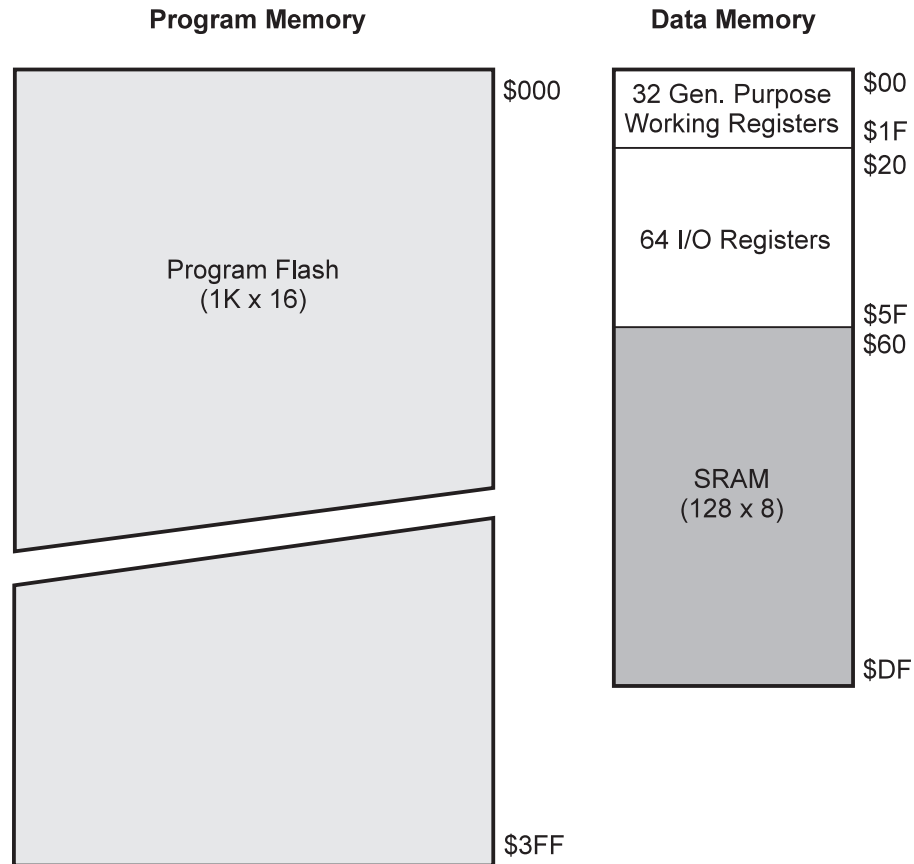 Program Memory
$000
Program Flash
(1K x 16)
$3FF
Data Memory
32 Gen. Purpose
Working Registers
$00
$1F
$20
64 I/O Registers
$5F
$60
SRAM
(128 x 8)
$DF